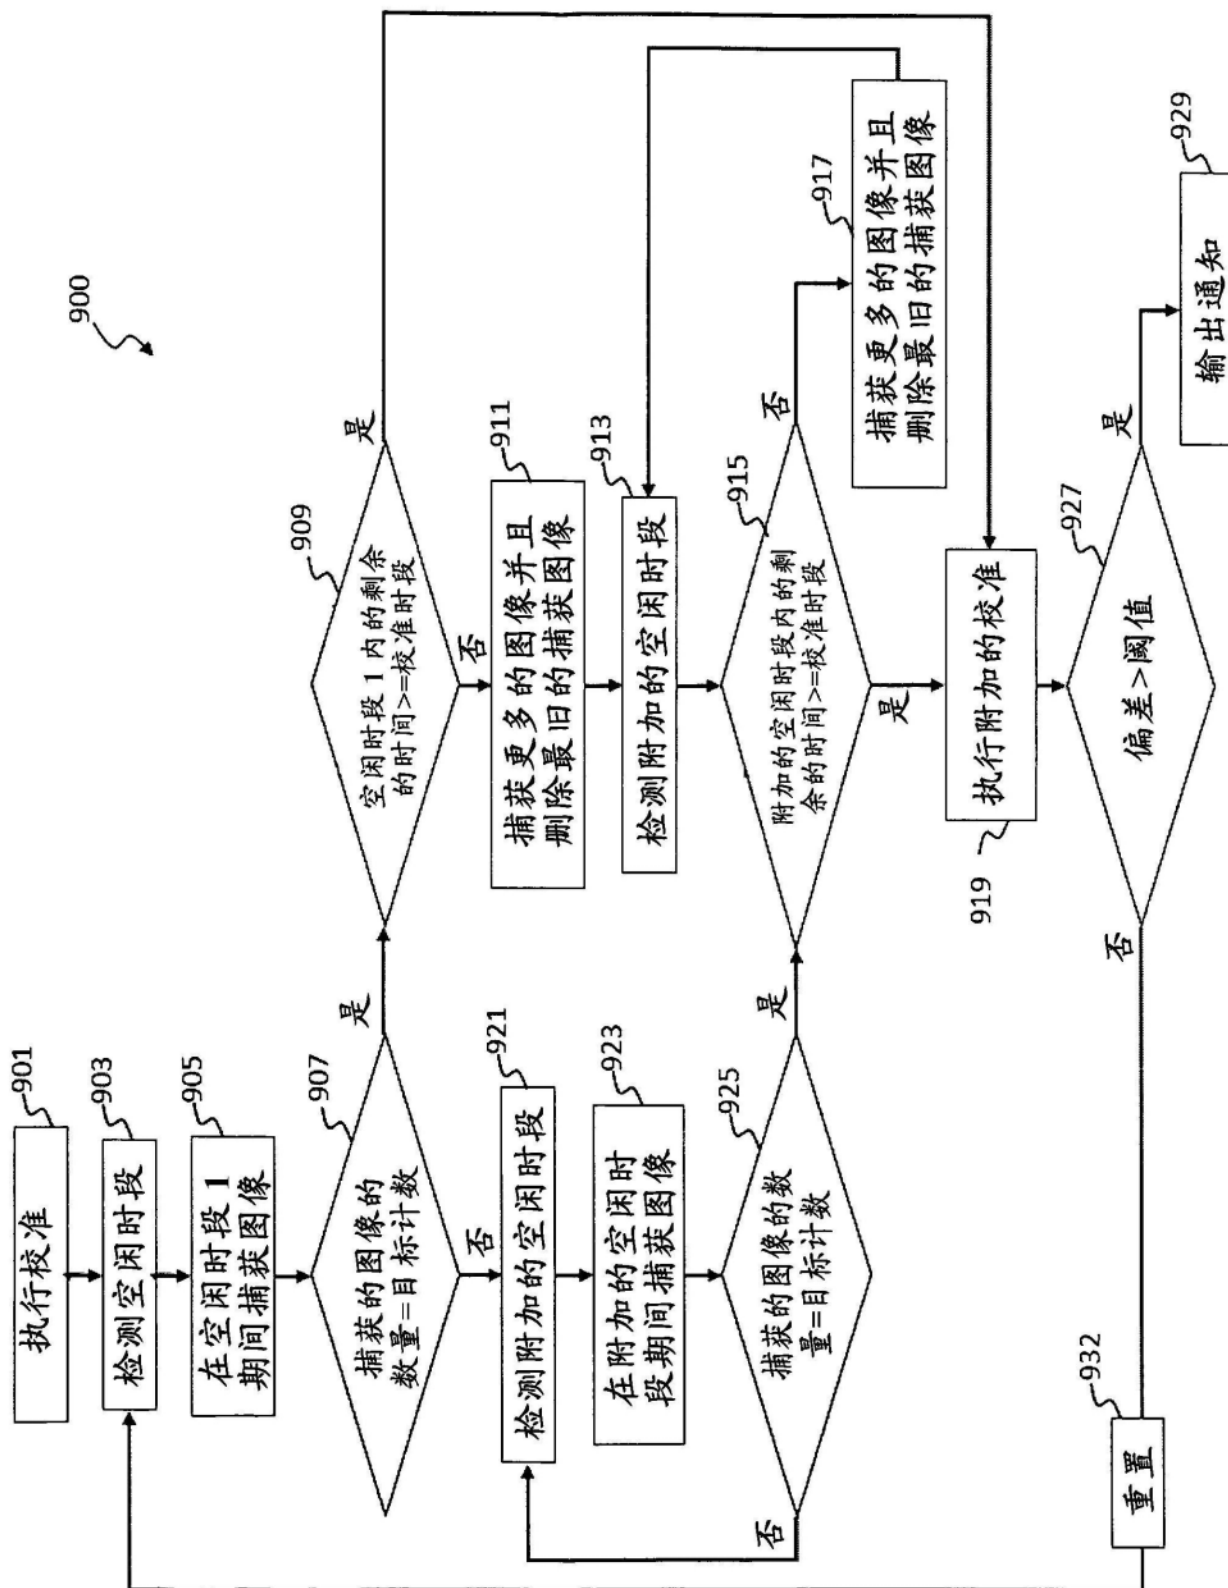 900
901
执行校准
903
检测空闲时段
905
在空闲时段1
期间捕获图像
907
捕获的图像的
数量=目标计数
是
否
909
空闲时段1内的剩余
的时间>=校准时段
是
否
911
捕获更多的图像并且
删除最旧的捕获图像
913
检测附加的空闲时段
921
检测附加的空闲时段
923
在附加的空闲时
段期间捕获图像
925
捕获的图像的数
量=目标计数
是
否
915
附加的空闲时段内的剩
余的时间>=校准时段
否
是
917
捕获更多的图像并且
删除最旧的捕获图像
919
执行附加的校准
927
偏差>阈值
是
否
929
输出通知
932
重置